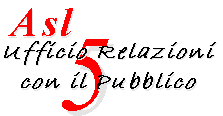 Asl
5
Ufficio Relazioni
con il Pubblico